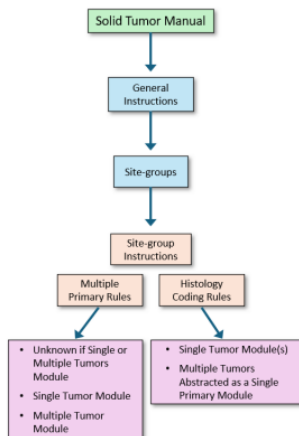 Solid Tumor Manual
General
Instructions
Site-groups
Site-group
Instructions
Multiple
Primary Rules
Histology
Coding Rules
• Unknown if Single or
Multiple Tumors
Module
• Single Tumor Module
• Multiple Tumor
Module
• Single Tumor Module(s)
• Multiple Tumors
Abstracted as a Single
Primary Module